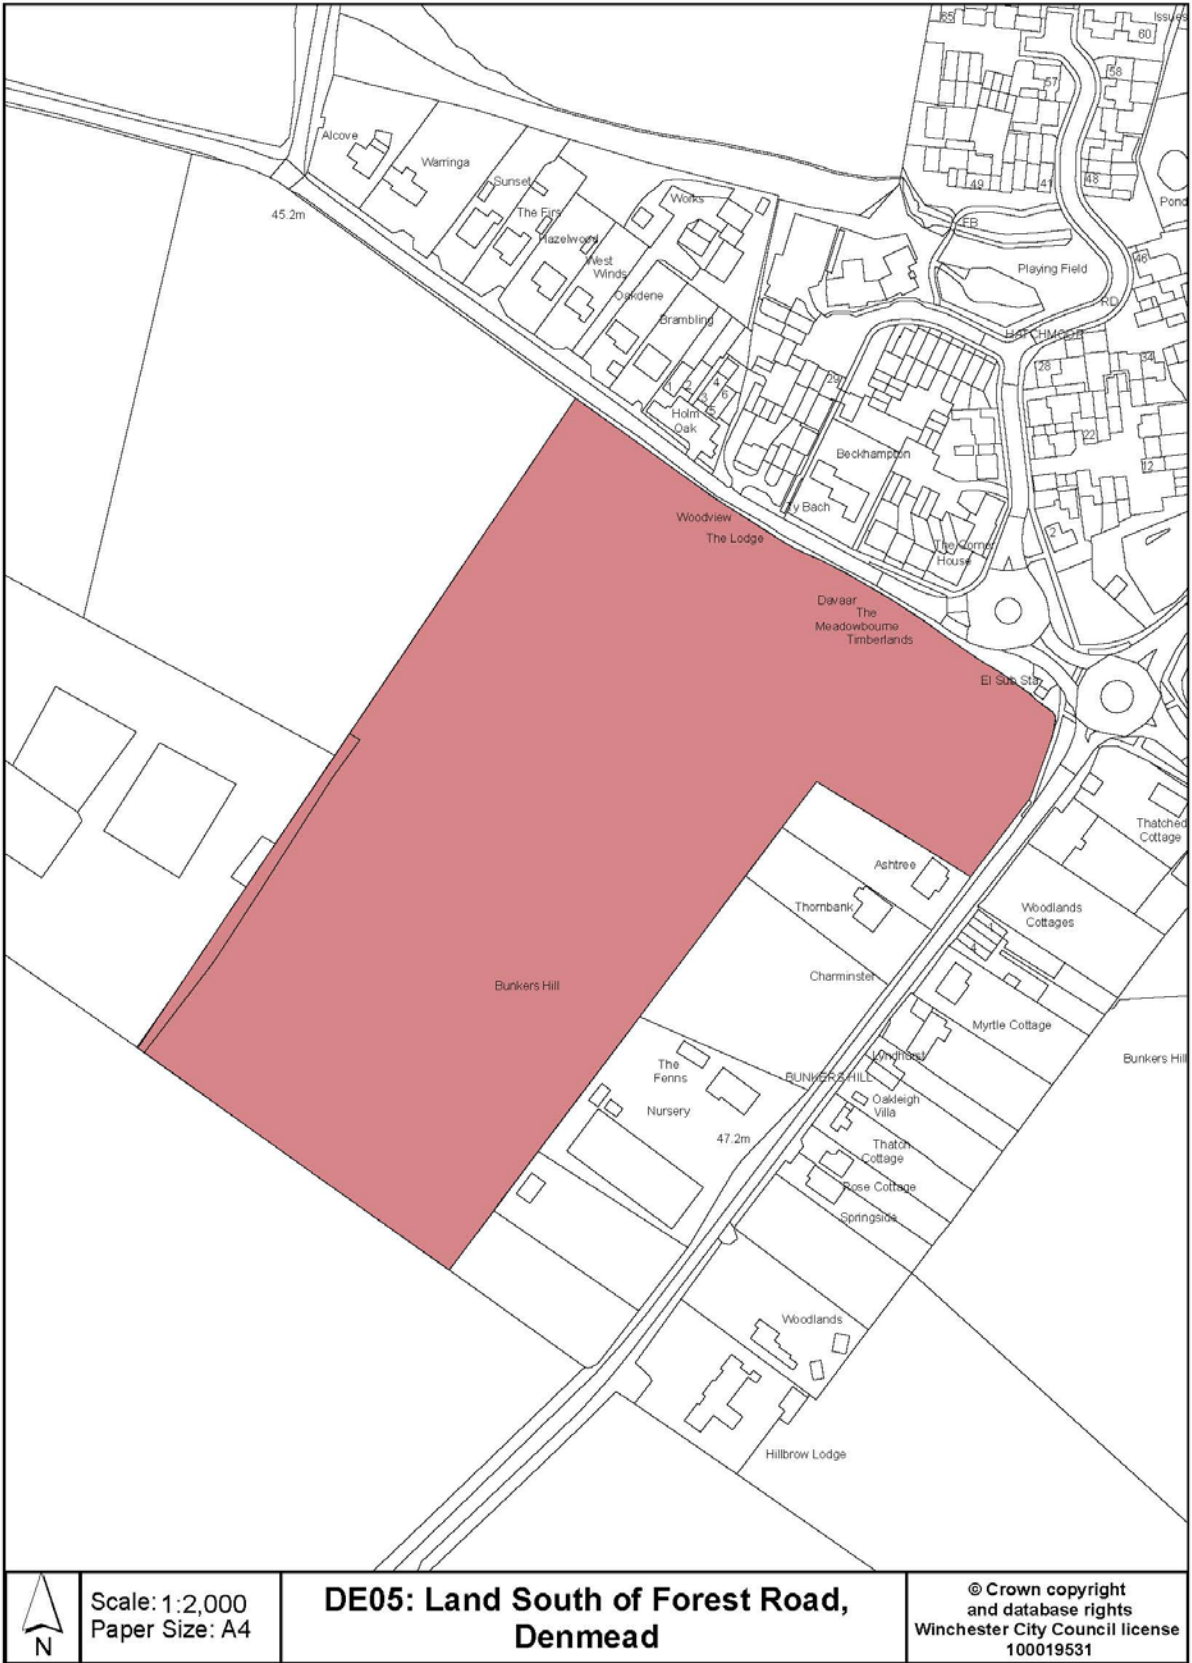 65
Issues
60
57
58
Alcove
Warringa
Sunset
The Firs
Hazelwood
West
Winds
Works
49
41
48
Pond
45.2m
FB
Playing Field
46
RD
HATCHMOOR
Oakdene
Brambling
1
2
3
4
5
6
29
28
34
Holm
Oak
22
12
Beckhampton
Ty Bach
Woodview
The Lodge
The Corner
House
2
Davaar
The
Meadowbourne
Timberlands
El Sub Sta
Thatched
Cottage
Ashtree
Thornbank
Woodlands
Cottages
1
4
Charminster
Bunkers Hill
Myrtle Cottage
Bunkers Hill
Lyndhurst
The
Fenns
BUNKERS HILL
Nursery
Oakleigh
Villa
47.2m
Thatch
Cottage
Rose Cottage
Springside
Woodlands
Hillbrow Lodge
N
Scale: 1:2,000
Paper Size: A4
DE05: Land South of Forest Road,
Denmead
© Crown copyright
and database rights
Winchester City Council license
100019531